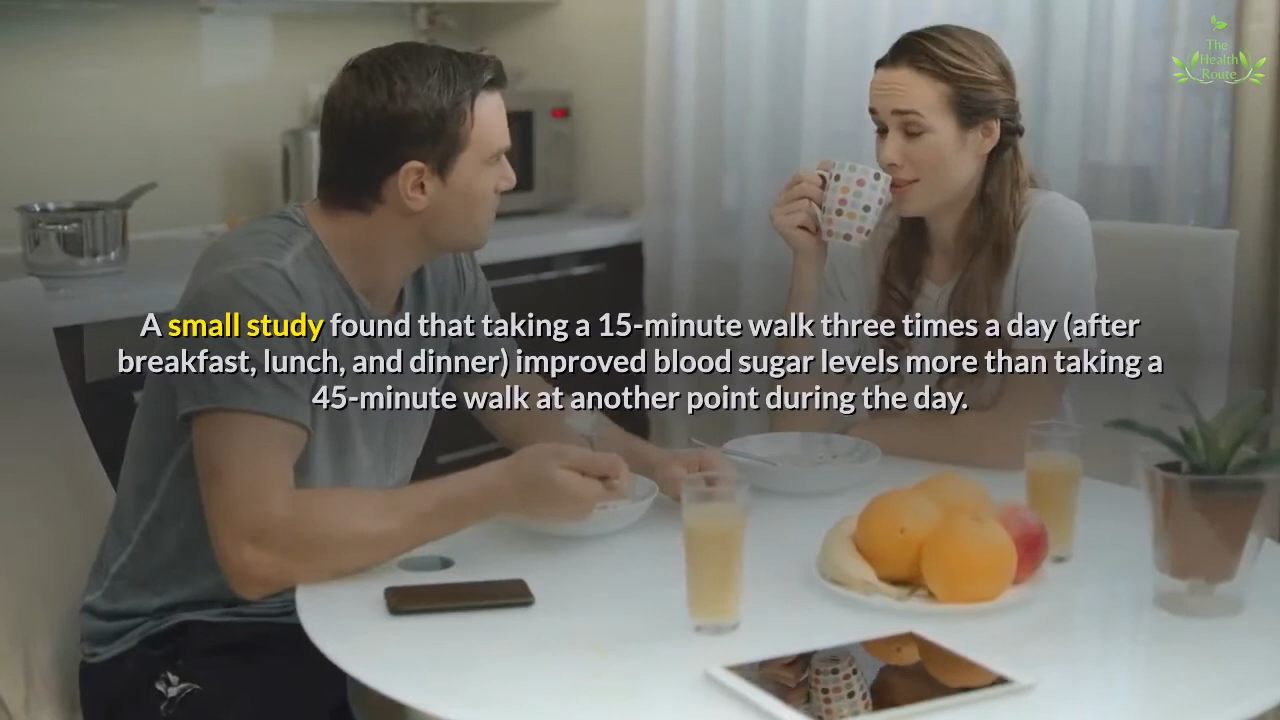 The
Health
Route
A small study found that taking a 15-minute walk three times a day (after
breakfast, lunch, and dinner) improved blood sugar levels more than taking a
45-minute walk at another point during the day.